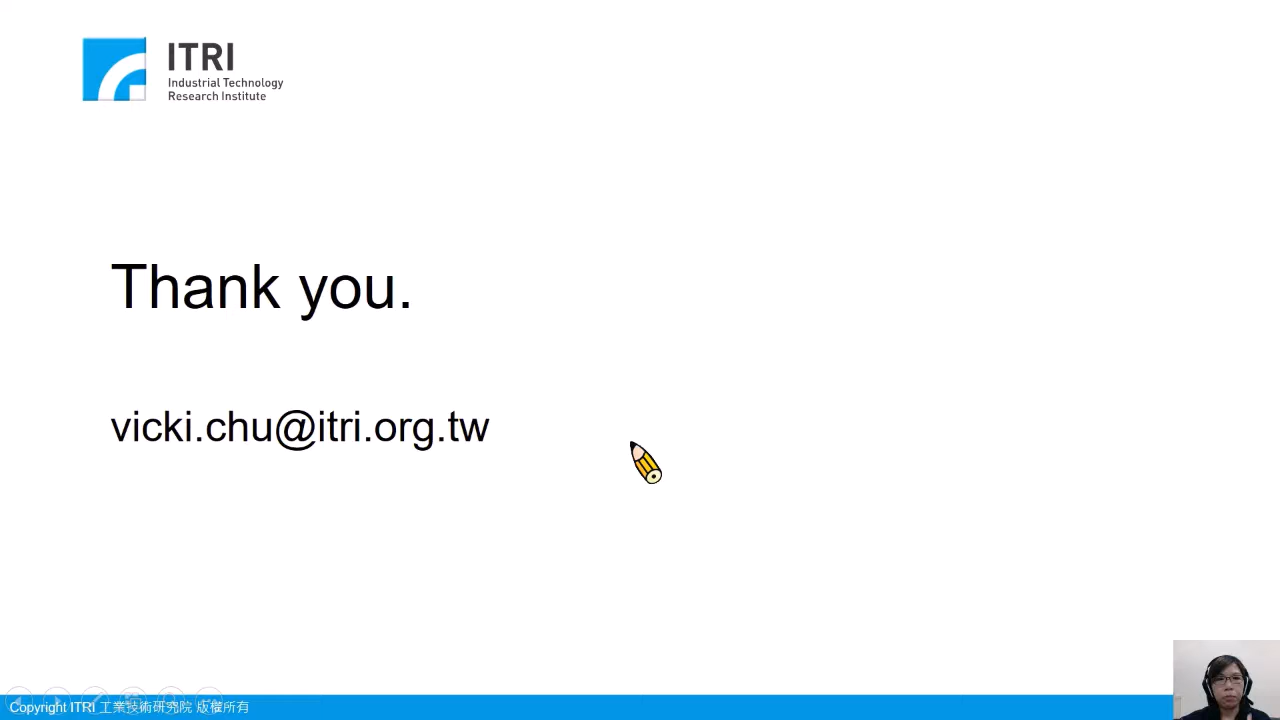 ITRI
Industrial Technology
Research Institute
Thank you.
vicki.chu@itri.org.tw
Copyright ITRI 工業技術研究院 版權所有